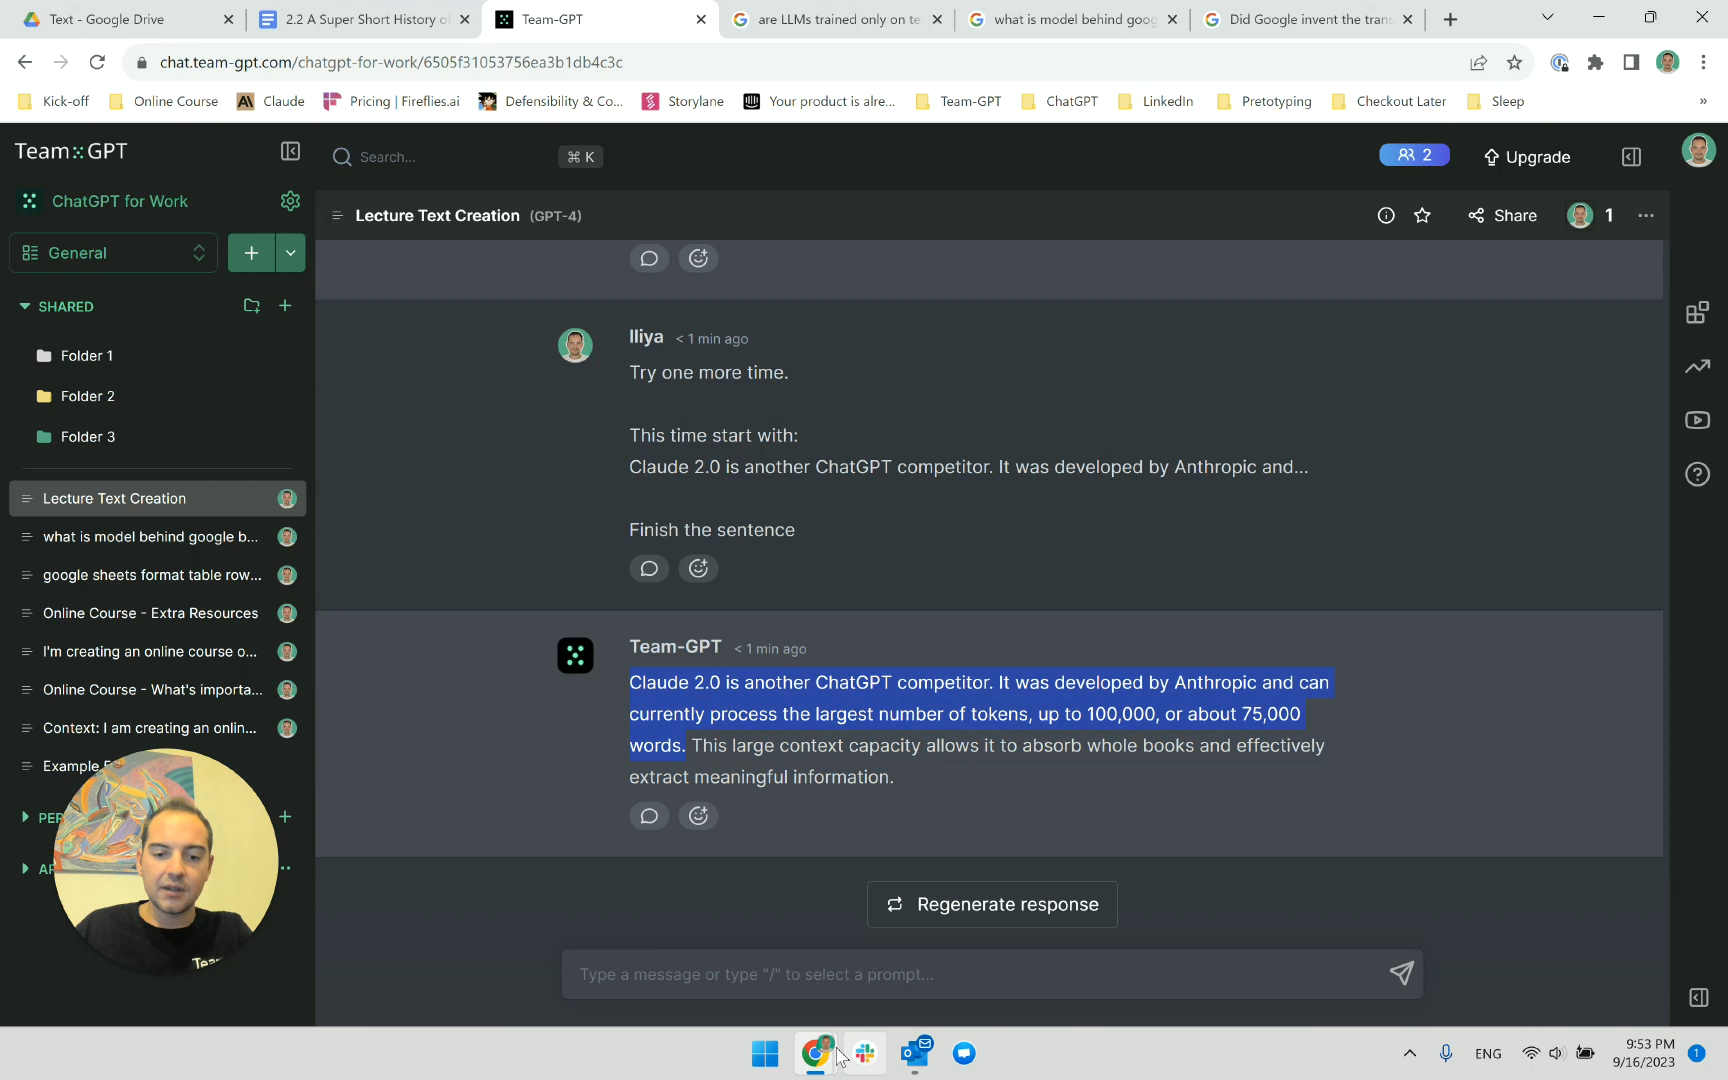 Text - Google Drive
2.2 A Super Short History of
Team-GPT
are LLMs trained only on te
what is model behind goog
Did Google invent the trans
chat.team-gpt.com/chatgpt-for-work/6505f31053756ea3b1db4c3c
Kick-off
Online Course
Claude
Pricing | Fireflies.ai
Defensibility & Co...
Storylane
Your product is alre...
Team-GPT
ChatGPT
LinkedIn
Pretotyping
Checkout Later
Sleep
»
Team GPT
Search...
⌘ K
2
Upgrade
ChatGPT for Work
Lecture Text Creation (GPT-4)
Share
1
General
SHARED
Folder 1
Folder 2
Folder 3
Lecture Text Creation
what is model behind google b...
google sheets format table row...
Online Course - Extra Resources
I'm creating an online course o...
Online Course - What's importa...
Context: I am creating an onlin...
Example
PE
A
Iliya < 1 min ago
Try one more time.
This time start with:
Claude 2.0 is another ChatGPT competitor. It was developed by Anthropic and...
Finish the sentence
Team-GPT < 1 min ago
Claude 2.0 is another ChatGPT competitor. It was developed by Anthropic and can
currently process the largest number of tokens, up to 100,000, or about 75,000
words. This large context capacity allows it to absorb whole books and effectively
extract meaningful information.
Regenerate response
Type a message or type "/" to select a prompt...
ENG
9:53 PM
9/16/2023
1